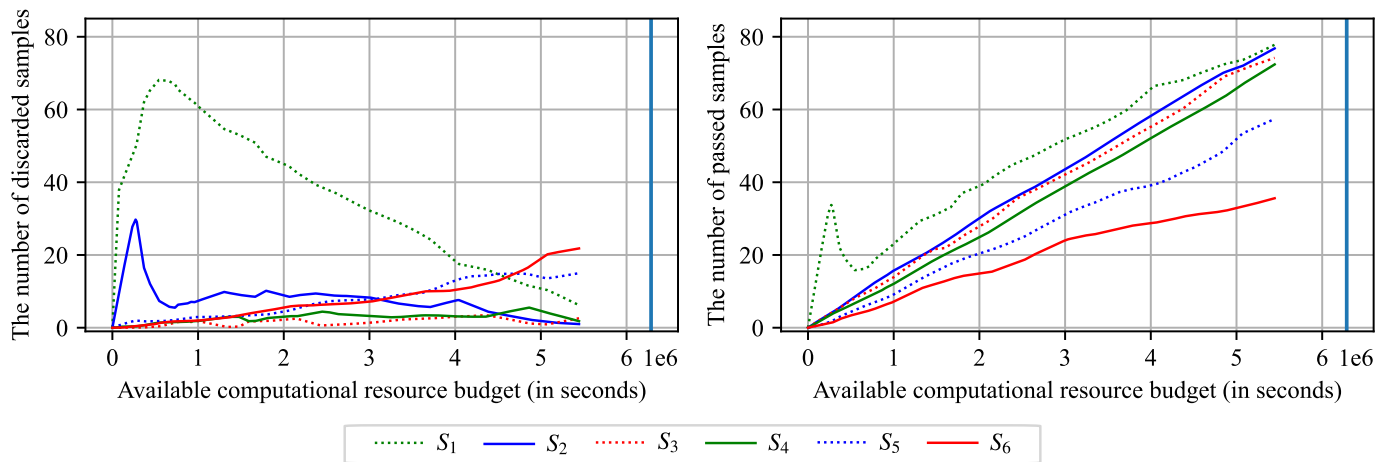 The number of discarded samples
80
60
40
20
0
0 1 2 3 4 5 6 1e6
Available computational resource budget (in seconds)
The number of passed samples
80
60
40
20
0
0 1 2 3 4 5 6 1e6
Available computational resource budget (in seconds)
S1 S2 S3 S4 S5 S6